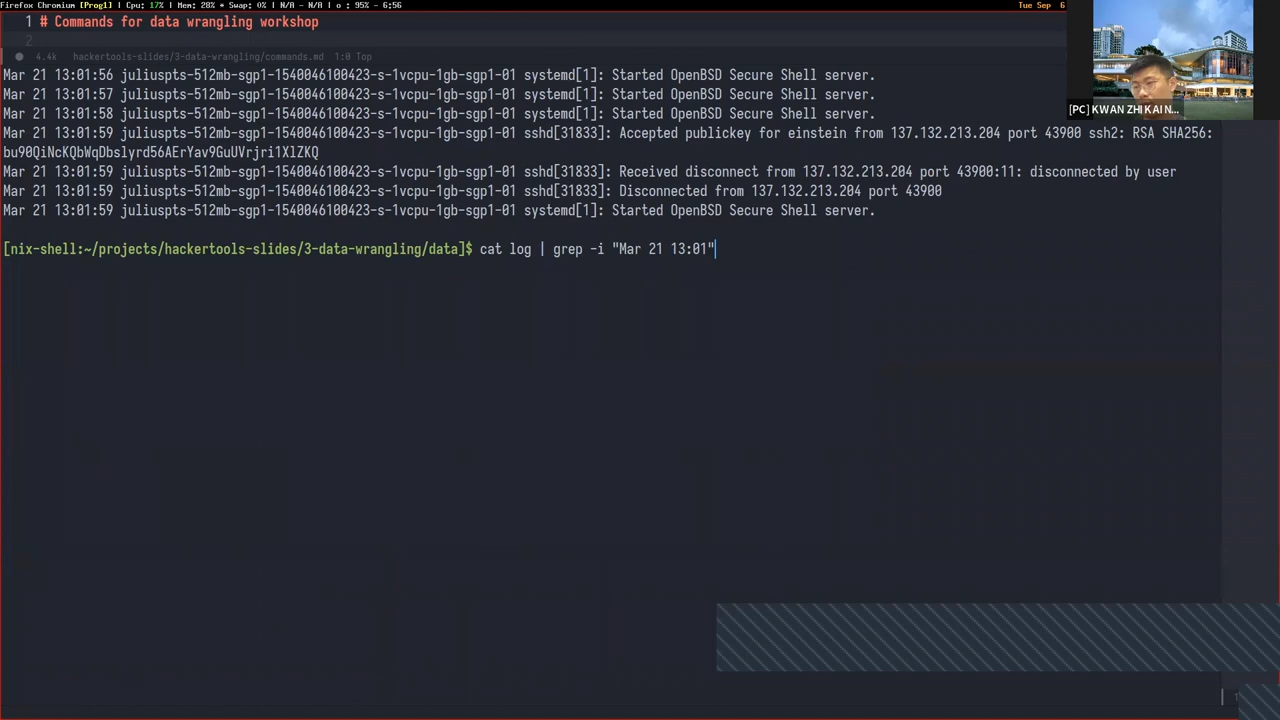 Firefox Chromium [Prog1] | Cpu: 17% | Mem: 28% * Swap: 0% | N/A - N/A | o : 95% - 6:56
Tue Sep 6
1 # Commands for data wrangling workshop
2
4.4k hackertools-slides/3-data-wrangling/commands.md 1:0 Top
[PC] KWAN ZHI KAI N...
Mar 21 13:01:56 juliuspts-512mb-sgp1-1540046100423-s-1vcpu-1gb-sgp1-01 systemd[1]: Started OpenBSD Secure Shell server.
Mar 21 13:01:57 juliuspts-512mb-sgp1-1540046100423-s-1vcpu-1gb-sgp1-01 systemd[1]: Started OpenBSD Secure Shell server.
Mar 21 13:01:58 juliuspts-512mb-sgp1-1540046100423-s-1vcpu-1gb-sgp1-01 systemd[1]: Started OpenBSD Secure Shell server.
Mar 21 13:01:59 juliuspts-512mb-sgp1-1540046100423-s-1vcpu-1gb-sgp1-01 sshd[31833]: Accepted publickey for einstein from 137.132.213.204 port 43900 ssh2: RSA SHA256:
bu90QiNcKQbWqDbslyrd56AErYav9GuUVrjri1XlZKQ
Mar 21 13:01:59 juliuspts-512mb-sgp1-1540046100423-s-1vcpu-1gb-sgp1-01 sshd[31833]: Received disconnect from 137.132.213.204 port 43900:11: disconnected by user
Mar 21 13:01:59 juliuspts-512mb-sgp1-1540046100423-s-1vcpu-1gb-sgp1-01 sshd[31833]: Disconnected from 137.132.213.204 port 43900
Mar 21 13:01:59 juliuspts-512mb-sgp1-1540046100423-s-1vcpu-1gb-sgp1-01 systemd[1]: Started OpenBSD Secure Shell server.
[nix-shell:~/projects/hackertools-slides/3-data-wrangling/data]$ cat log | grep -i "Mar 21 13:01"